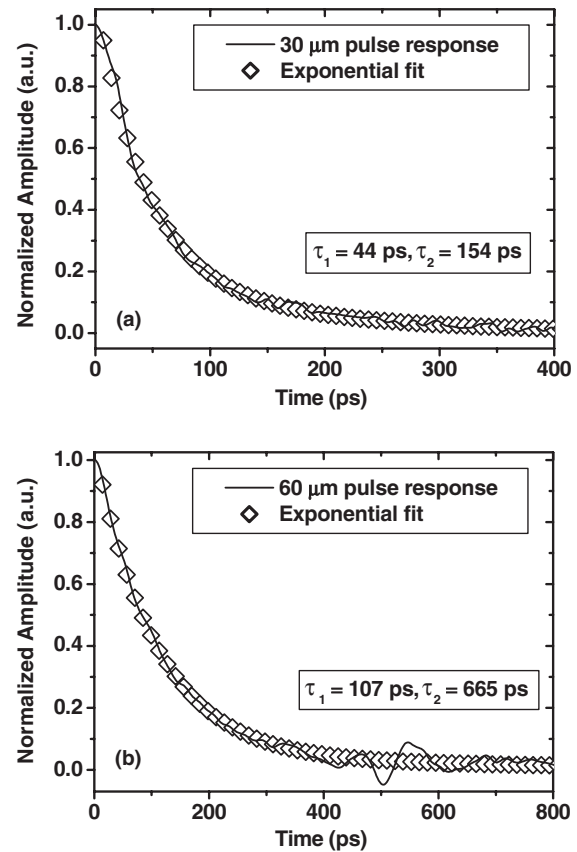 Normalized Amplitude (a.u.)
1.0
0.8
0.6
0.4
0.2
0.0
30 μm pulse response
Exponential fit
τ₁ = 44 ps, τ₂ = 154 ps
(a)
0 100 200 300 400
Time (ps)
Normalized Amplitude (a.u.)
1.0
0.8
0.6
0.4
0.2
0.0
60 μm pulse response
Exponential fit
τ₁ = 107 ps, τ₂ = 665 ps
(b)
0 200 400 600 800
Time (ps)